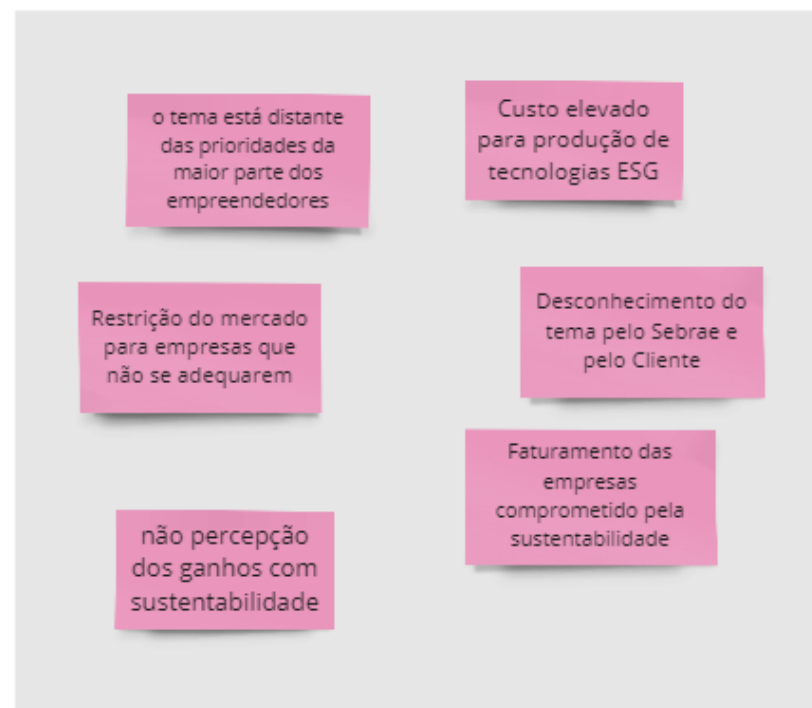 o tema está distante
das prioridades da
maior parte dos
empreendedores
Custo elevado
para produção de
tecnologias ESG
Restrição do mercado
para empresas que
não se adequarem
Desconhecimento do
tema pelo Sebrae e
pelo Cliente
Faturamento das
empresas
comprometido pela
sustentabilidade
não percepção
dos ganhos com
sustentabilidade